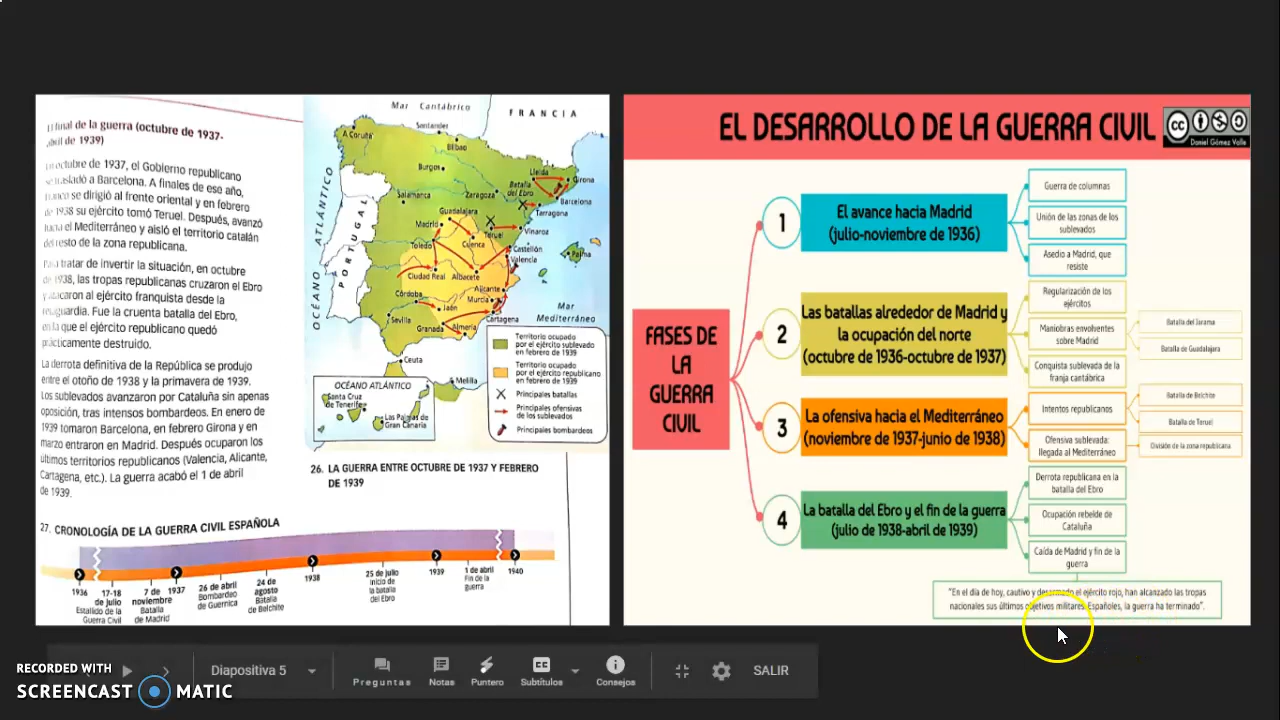 El final de la guerra (octubre de 1937-
abril de 1939)
En octubre de 1937, el Gobierno republicano
se trasladó a Barcelona. A finales de ese año,
Franco se dirigió al frente oriental y en febrero
de 1938 su ejército tomó Teruel. Después, avanzó
hacia el Mediterráneo y aisló el territorio catalán
del resto de la zona republicana.
Para tratar de invertir la situación, en octubre
de 1938, las tropas republicanas cruzaron el Ebro
y atacaron al ejército franquista desde la
retaguardia. Fue la cruenta batalla del Ebro,
en la que el ejército republicano quedó
prácticamente destruido.
La derrota definitiva de la República se produjo
entre el otoño de 1938 y la primavera de 1939.
Los sublevados avanzaron por Cataluña sin apenas
oposición, tras intensos bombardeos. En enero de
1939 tomaron Barcelona, en febrero Girona y en
marzo entraron en Madrid. Después ocuparon los
últimos territorios republicanos (Valencia, Alicante,
Cartagena, etc.). La guerra acabó el 1 de abril
de 1939.
Mar Cantábrico
FRANCIA
OCÉANO ATLÁNTICO
PORTUGAL
Mar
Mediterráneo
A Coruña
Santander
Bilbao
Burgos
Lleida
Girona
Batalla
del Ebro
Barcelona
Salamanca
Zaragoza
Tarragona
Guadalajara
Madrid
Teruel
Vinaroz
Toledo
Cuenca
Castellón
Valencia
Palma
Ciudad Real
Albacete
Alicante
Córdoba
Murcia
Jaén
Sevilla
Cartagena
Granada
Almería
Ceuta
Melilla
OCÉANO ATLÁNTICO
Santa Cruz
de Tenerife
Las Palmas de
Gran Canaria
Territorio ocupado
por el ejército sublevado
en febrero de 1939
Territorio ocupado
por el ejército republicano
en febrero de 1939
Principales batallas
Principales ofensivas
de los sublevados
Principales bombardeos
26. LA GUERRA ENTRE OCTUBRE DE 1937 Y FEBRERO
DE 1939
27. CRONOLOGÍA DE LA GUERRA CIVIL ESPAÑOLA
1936
17-18
de julio
Estallido de la
Guerra Civil
7 de
noviembre
Batalla
de Madrid
1937
26 de abril
Bombardeo
de Guernica
24 de
agosto
Batalla
de Belchite
1938
25 de julio
Inicio de
la batalla
del Ebro
1939
1 de abril
Fin de la
guerra
1940
EL DESARROLLO DE LA GUERRA CIVIL
cc
Daniel Gómez Valle
FASES DE
LA
GUERRA
CIVIL
1
El avance hacia Madrid
(julio-noviembre de 1936)
Guerra de columnas
Unión de las zonas de los
sublevados
Asedio a Madrid, que
resiste
2
Las batallas alrededor de Madrid y
la ocupación del norte
(octubre de 1936-octubre de 1937)
Regularización de los
ejércitos
Maniobras envolventes
sobre Madrid
Batalla del Jarama
Batalla de Guadalajara
Conquista sublevada de la
franja cantábrica
3
La ofensiva hacia el Mediterráneo
(noviembre de 1937-junio de 1938)
Intentos republicanos
Batalla de Belchite
Batalla de Teruel
Ofensiva sublevada:
llegada al Mediterráneo
División de la zona republicana
4
La batalla del Ebro y el fin de la guerra
(julio de 1938-abril de 1939)
Derrota republicana en la
batalla del Ebro
Ocupación rebelde de
Cataluña
Caída de Madrid y fin de la
guerra
"En el día de hoy, cautivo y desarmado el ejército rojo, han alcanzado las tropas
nacionales sus últimos objetivos militares. Españoles, la guerra ha terminado".
Diapositiva 5
Preguntas
Notas
Puntero
Subtítulos
Consejos
SALIR
RECORDED WITH
SCREENCAST MATIC